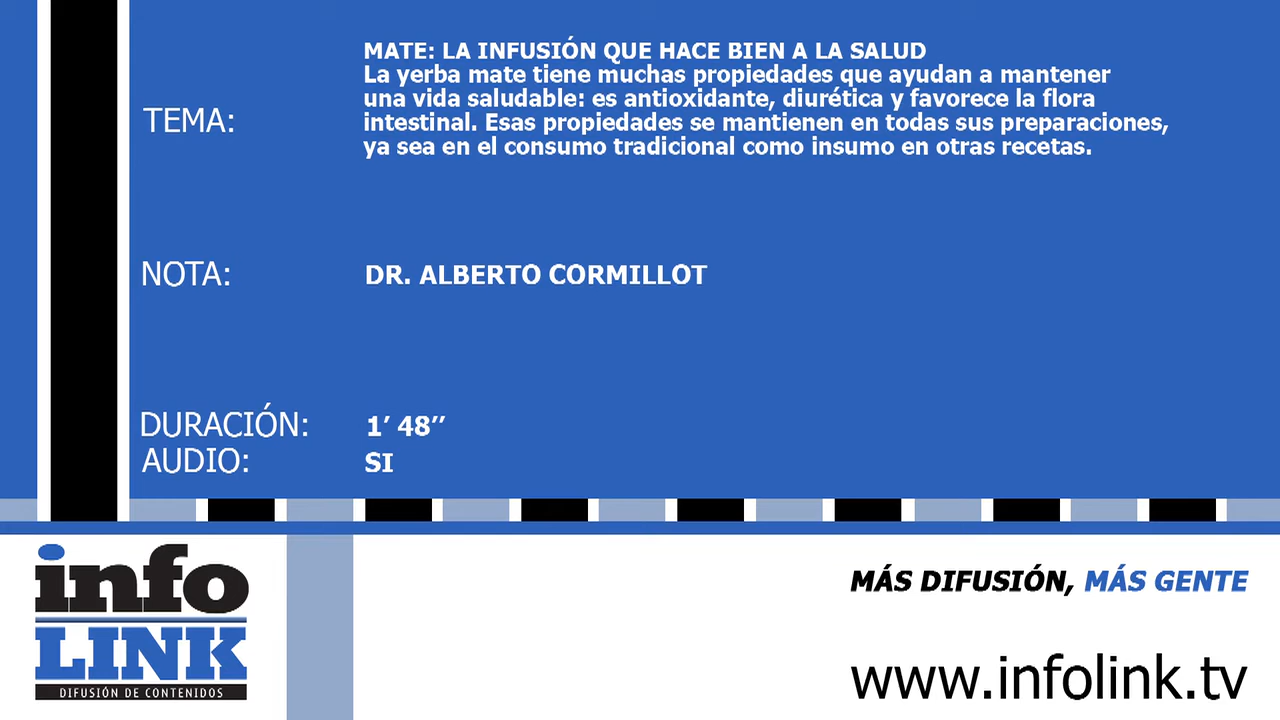 TEMA:
MATE: LA INFUSIÓN QUE HACE BIEN A LA SALUD
La yerba mate tiene muchas propiedades que ayudan a mantener
una vida saludable: es antioxidante, diurética y favorece la flora
intestinal. Esas propiedades se mantienen en todas sus preparaciones,
ya sea en el consumo tradicional como insumo en otras recetas.
NOTA: DR. ALBERTO CORMILLOT
DURACIÓN: 1’ 48’’
AUDIO: SI
info
LINK
DIFUSIÓN DE CONTENIDOS
MÁS DIFUSIÓN, MÁS GENTE
www.infolink.tv